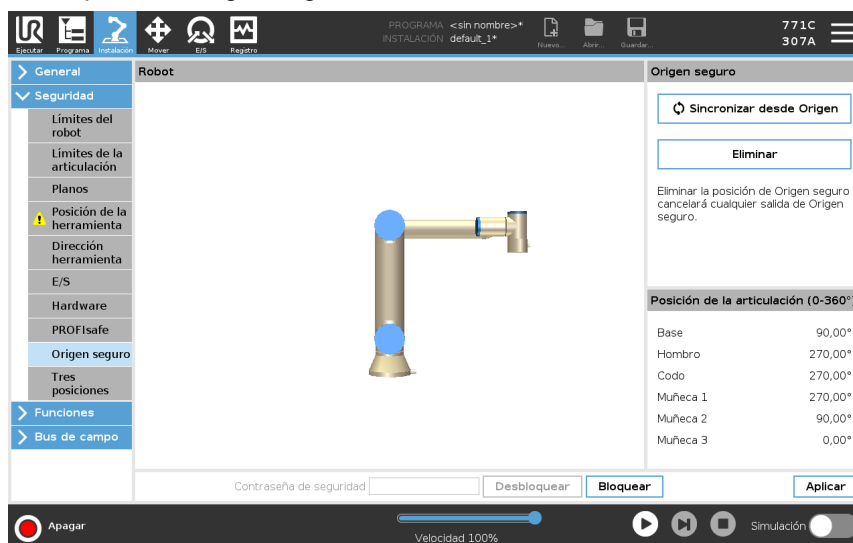 UR
PROGRAMA <sin nombre>*
INSTALACIÓN default_1*
Ejecutar Programa Instalación Mover E/S Registro
Nuevo... Abrir... Guardar...
771C
307A
General
Seguridad
Límites del
robot
Límites de la
articulación
Planos
Posición de la
herramienta
Dirección
herramienta
E/S
Hardware
PROFIsafe
Origen seguro
Tres
posiciones
Funciones
Bus de campo
Robot
Origen seguro
Sincronizar desde Origen
Eliminar
Eliminar la posición de Origen seguro
cancelará cualquier salida de Origen
seguro.
Posición de la articulación (0-360°)
Base 90,00°
Hombro 270,00°
Codo 270,00°
Muñeca 1 270,00°
Muñeca 2 90,00°
Muñeca 3 0,00°
Contraseña de seguridad Desbloquear Bloquear Aplicar
Apagar
Velocidad 100%
Simulación